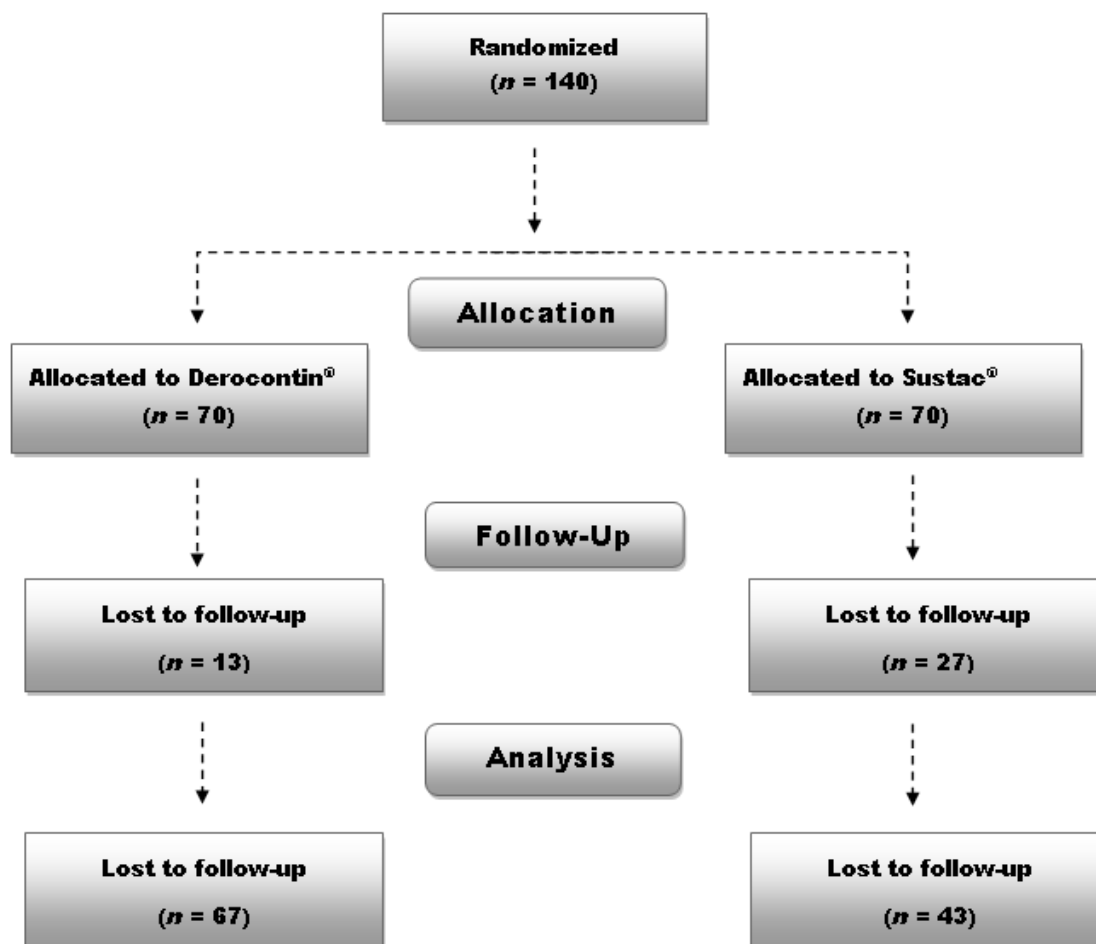 Randomized
(n = 140)
Allocation
Allocated to Derocontin®
(n = 70)
Allocated to Sustac®
(n = 70)
Follow-Up
Lost to follow-up
(n = 13)
Lost to follow-up
(n = 27)
Analysis
Lost to follow-up
(n = 67)
Lost to follow-up
(n = 43)